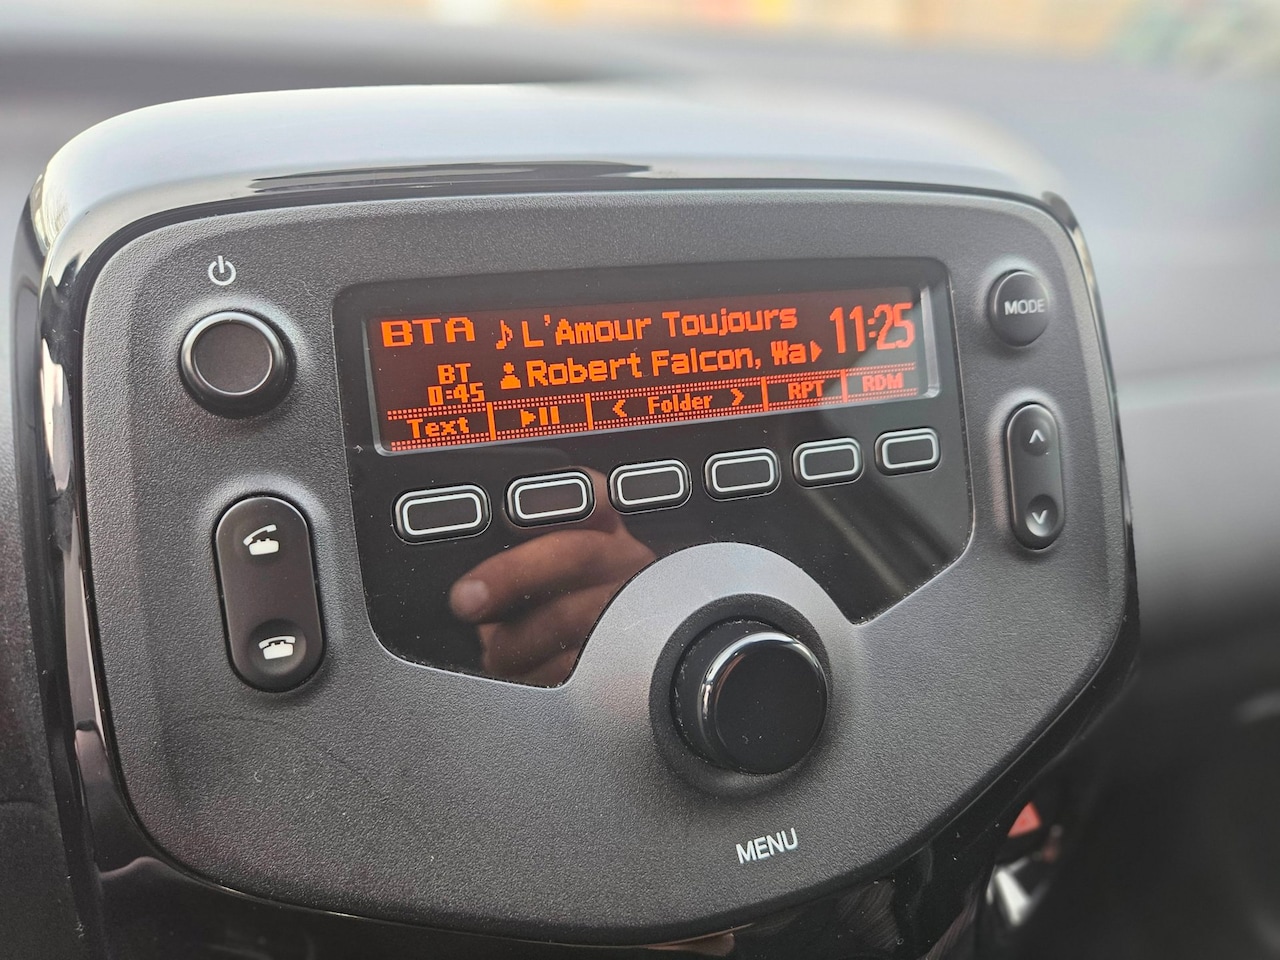 BTA ♪ L'Amour Toujours 11:25
BT Robert Falcon, Wa
0:45
Text < Folder > RPT RDM
MODE
MENU